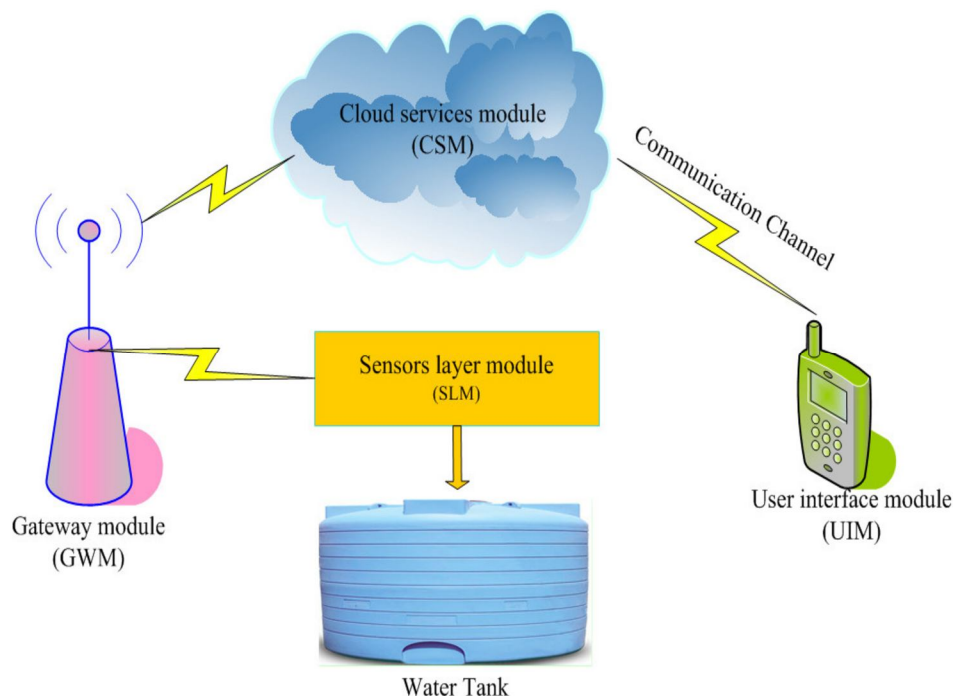 Cloud services module
(CSM)
Communication Channel
Sensors layer module
(SLM)
Gateway module
(GWM)
User interface module
(UIM)
Water Tank